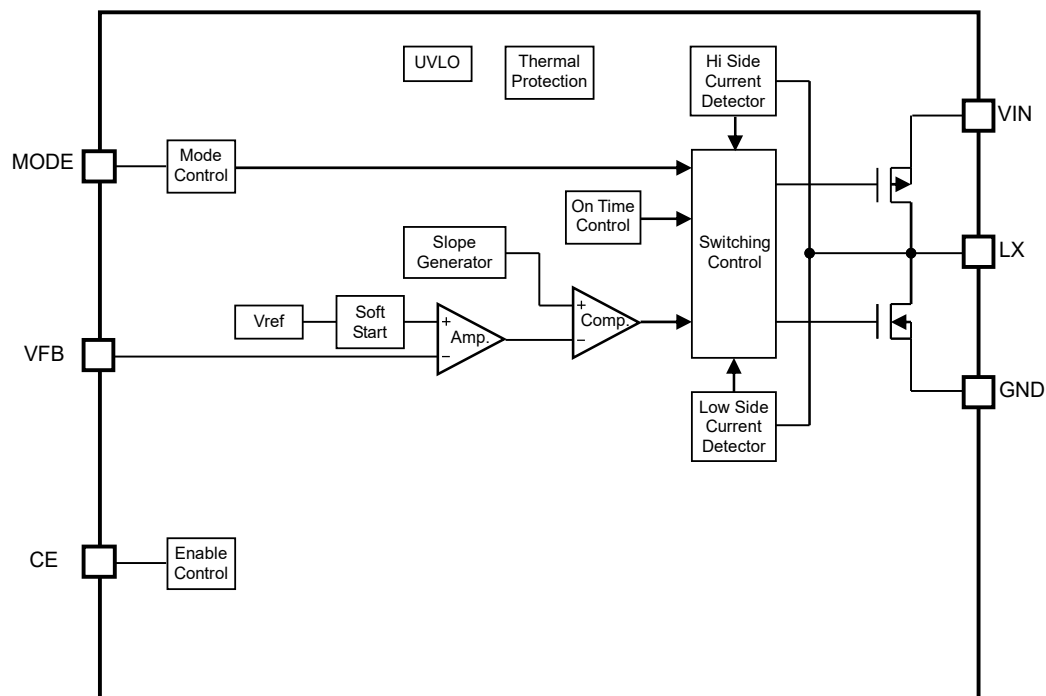 UVLO
Thermal
Protection
Hi Side
Current
Detector
VIN
MODE
Mode
Control
On Time
Control
Slope
Generator
Switching
Control
LX
Vref
Soft
Start
+
Amp.
−
+
Comp.
−
VFB
GND
Low Side
Current
Detector
CE
Enable
Control